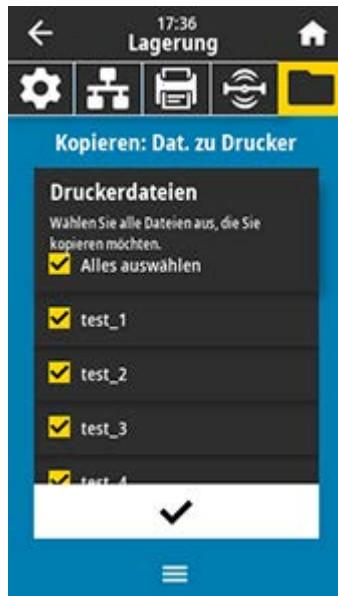 17:36
Lagerung
Kopieren: Dat. zu Drucker
Druckerdateien
Wählen Sie alle Dateien aus, die Sie
kopieren möchten.
Alles auswählen
test_1
test_2
test_3
test_4